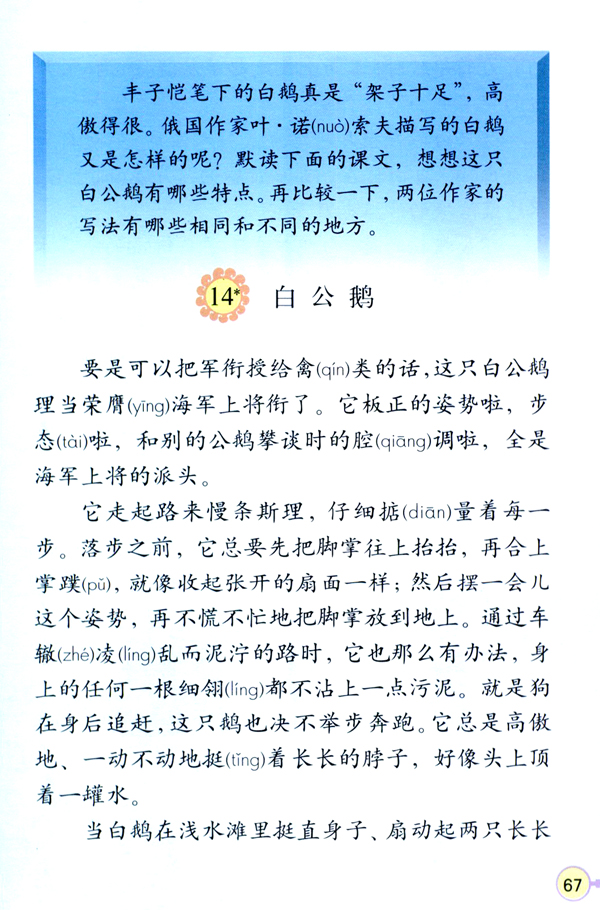 丰子恺笔下的白鹅真是“架子十足”，高
傲得很。俄国作家叶·诺(nuò)索夫描写的白鹅
又是怎样的呢？默读下面的课文，想想这只
白公鹅有哪些特点。再比较一下，两位作家的
写法有哪些相同和不同的地方。
14* 白公鹅
要是可以把军衔授给禽(qín)类的话，这只白公鹅
理当荣膺(yīng)海军上将衔了。它板正的姿势啦，步
态(tài)啦，和别的公鹅攀谈时的腔(qiāng)调啦，全是
海军上将的派头。
它走起路来慢条斯理，仔细掂(diān)量着每一
步。落步之前，它总要先把脚掌往上抬抬，再合上
掌蹼(pǔ)，就像收起张开的扇面一样；然后摆一会儿
这个姿势，再不慌不忙地把脚掌放到地上。通过车
辙(zhé)凌(líng)乱而泥泞的路时，它也那么有办法，身
上的任何一根细翎(líng)都不沾上一点污泥。就是狗
在身后追赶，这只鹅也决不举步奔跑。它总是高傲
地、一动不动地挺(tǐng)着长长的脖子，好像头上顶
着一罐水。
当白鹅在浅水滩里挺直身子、扇动起两只长长
67